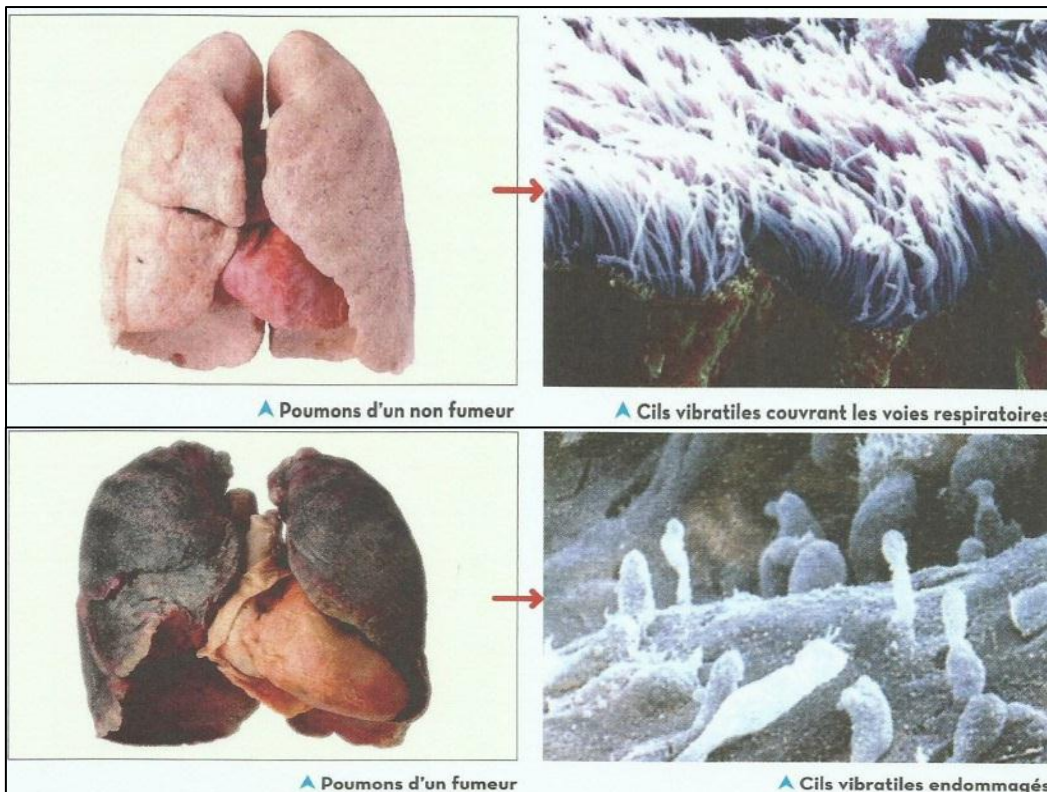 Poumons d'un non fumeur
Cils vibratiles couvrant les voies respiratoires
Poumons d'un fumeur
Cils vibratiles endommagés